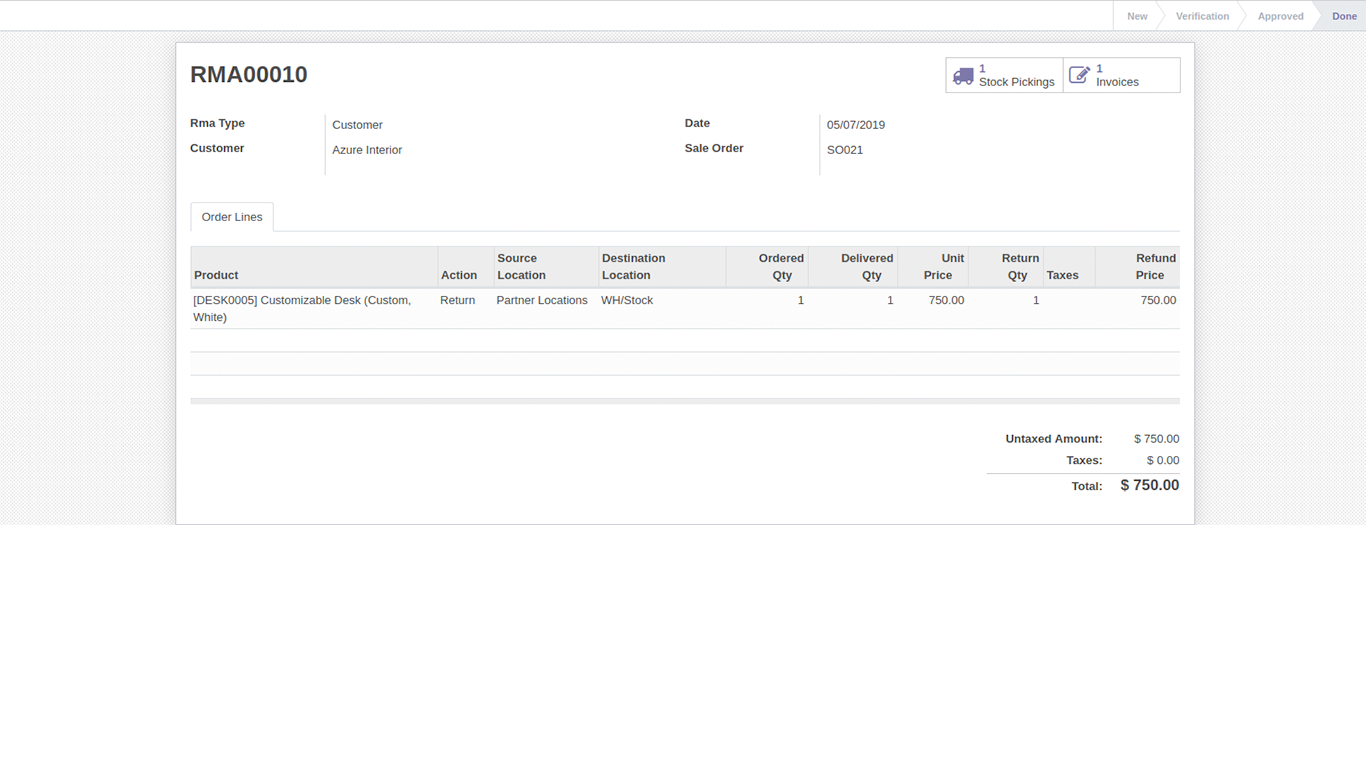 New Verification Approved Done
RMA00010
1
Stock Pickings
1
Invoices
Rma Type Customer
Customer Azure Interior
Date 05/07/2019
Sale Order SO021
Order Lines
Product Action Source Location Destination Location Ordered Qty Delivered Qty Unit Price Return Qty Taxes Refund Price
[DESK0005] Customizable Desk (Custom, Return Partner Locations WH/Stock 1 1 750.00 1 750.00
White)
Untaxed Amount: $ 750.00
Taxes: $ 0.00
Total: $ 750.00